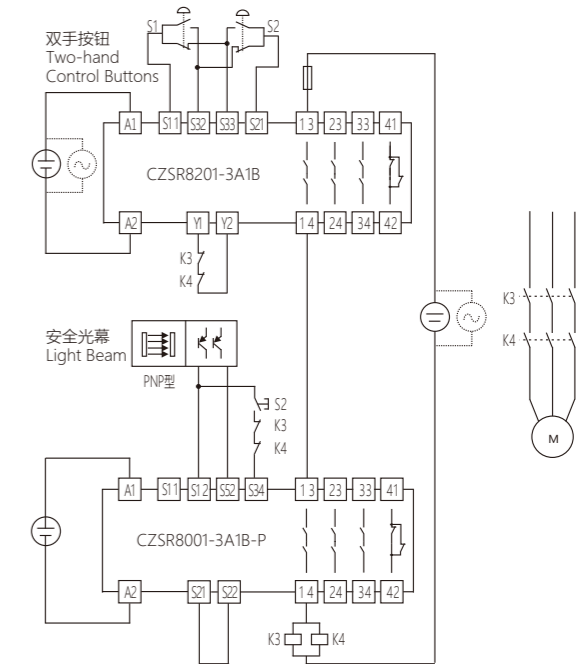 双手按钮
Two-hand
Control Buttons
S1
S2
A1 S11 S32 S33 S21 13 23 33 41
CZSR8201-3A1B
A2 Y1 Y2 14 24 34 42
K3
K4
K3
K4
M
安全光幕
Light Beam
PNP型
S2
K3
K4
A1 S11 S12 S52 S34 13 23 33 41
CZSR8001-3A1B-P
A2 S21 S22 14 24 34 42
K3 K4